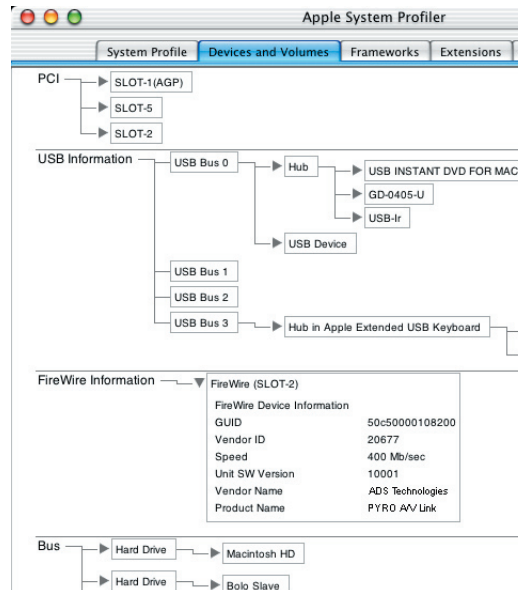 Apple System Profiler
System Profile Devices and Volumes Frameworks Extensions
PCI SLOT-1(AGP)
SLOT-5
SLOT-2
USB Information USB Bus 0 Hub USB INSTANT DVD FOR MAC
GD-0405-U
USB-Ir
USB Device
USB Bus 1
USB Bus 2
USB Bus 3 Hub in Apple Extended USB Keyboard
FireWire Information FireWire (SLOT-2)
FireWire Device Information
GUID 50c50000108200
Vendor ID 20677
Speed 400 Mb/sec
Unit SW Version 10001
Vendor Name ADS Technologies
Product Name PYRO A/V Link
Bus Hard Drive Macintosh HD
Hard Drive Bolo Slave